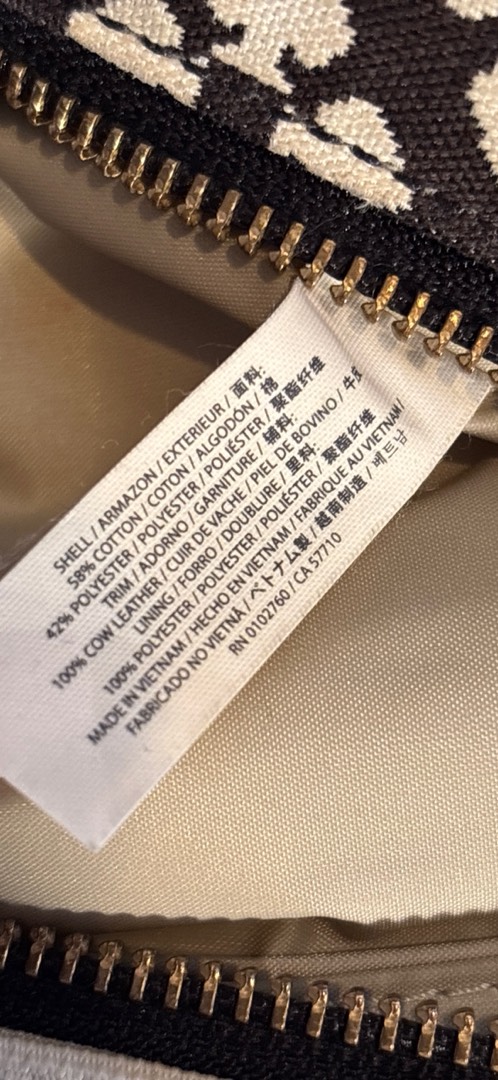 SHELL / ARMAZON / EXTERIEUR / 面料:
58% COTTON / COTON / ALGODÓN / 棉
42% POLYESTER / POLYESTER / POLIÉSTER / 聚酯纤维
TRIM / ADORNO / GARNITURE / 辅料:
100% COW LEATHER / CUIR DE VACHE / PIEL DE BOVINO / 牛皮
LINING / FORRO / DOUBLURE / 里料:
100% POLYESTER / POLYESTER / POLIÉSTER / 聚酯纤维
MADE IN VIETNAM / HECHO EN VIETNAM / FABRIQUE AU VIETNAM /
FABRICADO NO VIETNÃ / ベトナム製 / 越南制造 / 베트남
RN 0102760 / CA 57710